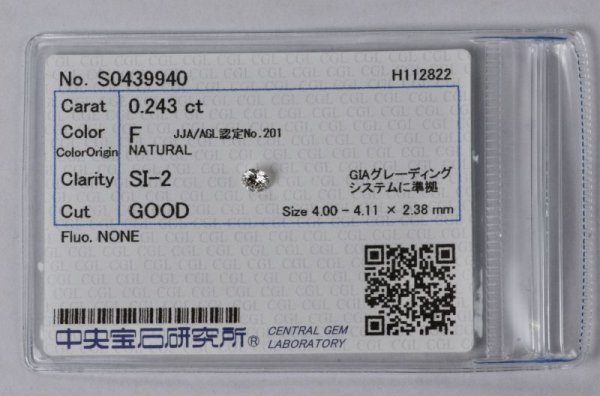 No. S0439940 H112822
Carat 0.243 ct
Color F JJA/AGL認定No.201
ColorOrigin NATURAL
Clarity SI-2 GIAグレーディング
システムに準拠
Cut GOOD Size 4.00 - 4.11 × 2.38 mm
Fluo. NONE
中央宝石研究所® CENTRAL GEM
LABORATORY